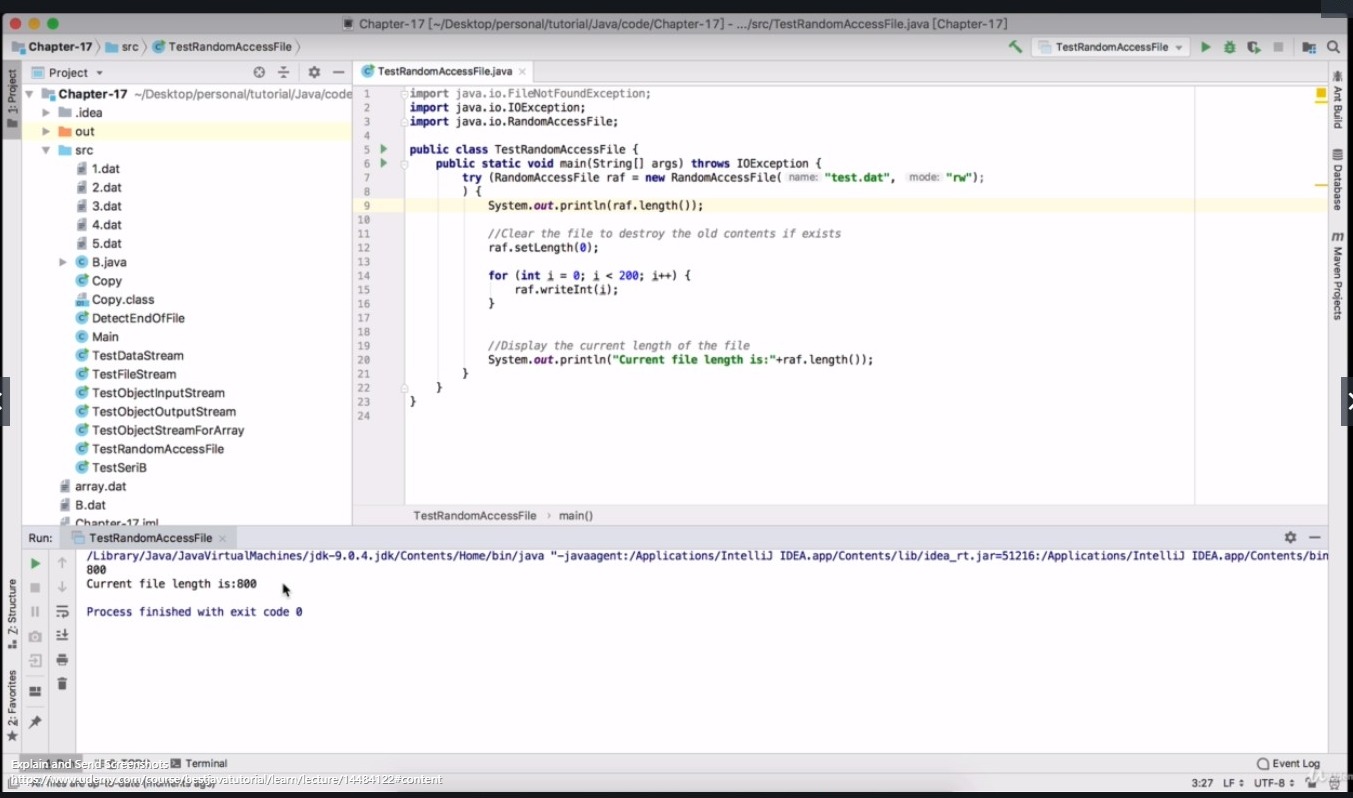 Chapter-17 [~/Desktop/personal/tutorial/Java/code/Chapter-17] - .../src/TestRandomAccessFile.java [Chapter-17]
Chapter-17 src TestRandomAccessFile
TestRandomAccessFile
1: Project
Project
TestRandomAccessFile.java
Ant Build
Database
m Maven Projects
Chapter-17 ~/Desktop/personal/tutorial/Java/code
.idea
out
src
1.dat
2.dat
3.dat
4.dat
5.dat
B.java
Copy
Copy.class
DetectEndOfFile
Main
TestDataStream
TestFileStream
TestObjectInputStream
TestObjectOutputStream
TestObjectStreamForArray
TestRandomAccessFile
TestSeriB
array.dat
B.dat
Chapter-17.iml
1 import java.io.FileNotFoundException;
2 import java.io.IOException;
3 import java.io.RandomAccessFile;
4
5 public class TestRandomAccessFile {
6 public static void main(String[] args) throws IOException {
7 try (RandomAccessFile raf = new RandomAccessFile( name: "test.dat", mode: "rw");
8 ) {
9 System.out.println(raf.length());
10
11 //Clear the file to destroy the old contents if exists
12 raf.setLength(0);
13
14 for (int i = 0; i < 200; i++) {
15 raf.writeInt(i);
16 }
17
18
19 //Display the current length of the file
20 System.out.println("Current file length is:"+raf.length());
21 }
22 }
23 }
24
TestRandomAccessFile › main()
Run: TestRandomAccessFile
/Library/Java/JavaVirtualMachines/jdk-9.0.4.jdk/Contents/Home/bin/java "-javaagent:/Applications/IntelliJ IDEA.app/Contents/lib/idea_rt.jar=51216:/Applications/IntelliJ IDEA.app/Contents/bin
800
Current file length is:800
Process finished with exit code 0
Z: Structure
2: Favorites
Explain and Send Screenshots
Terminal
Event Log
https://www.udemy.com/course/bestjavatutorial/learn/lecture/14484122#content
All files are up-to-date (moments ago)
3:27 LF UTF-8